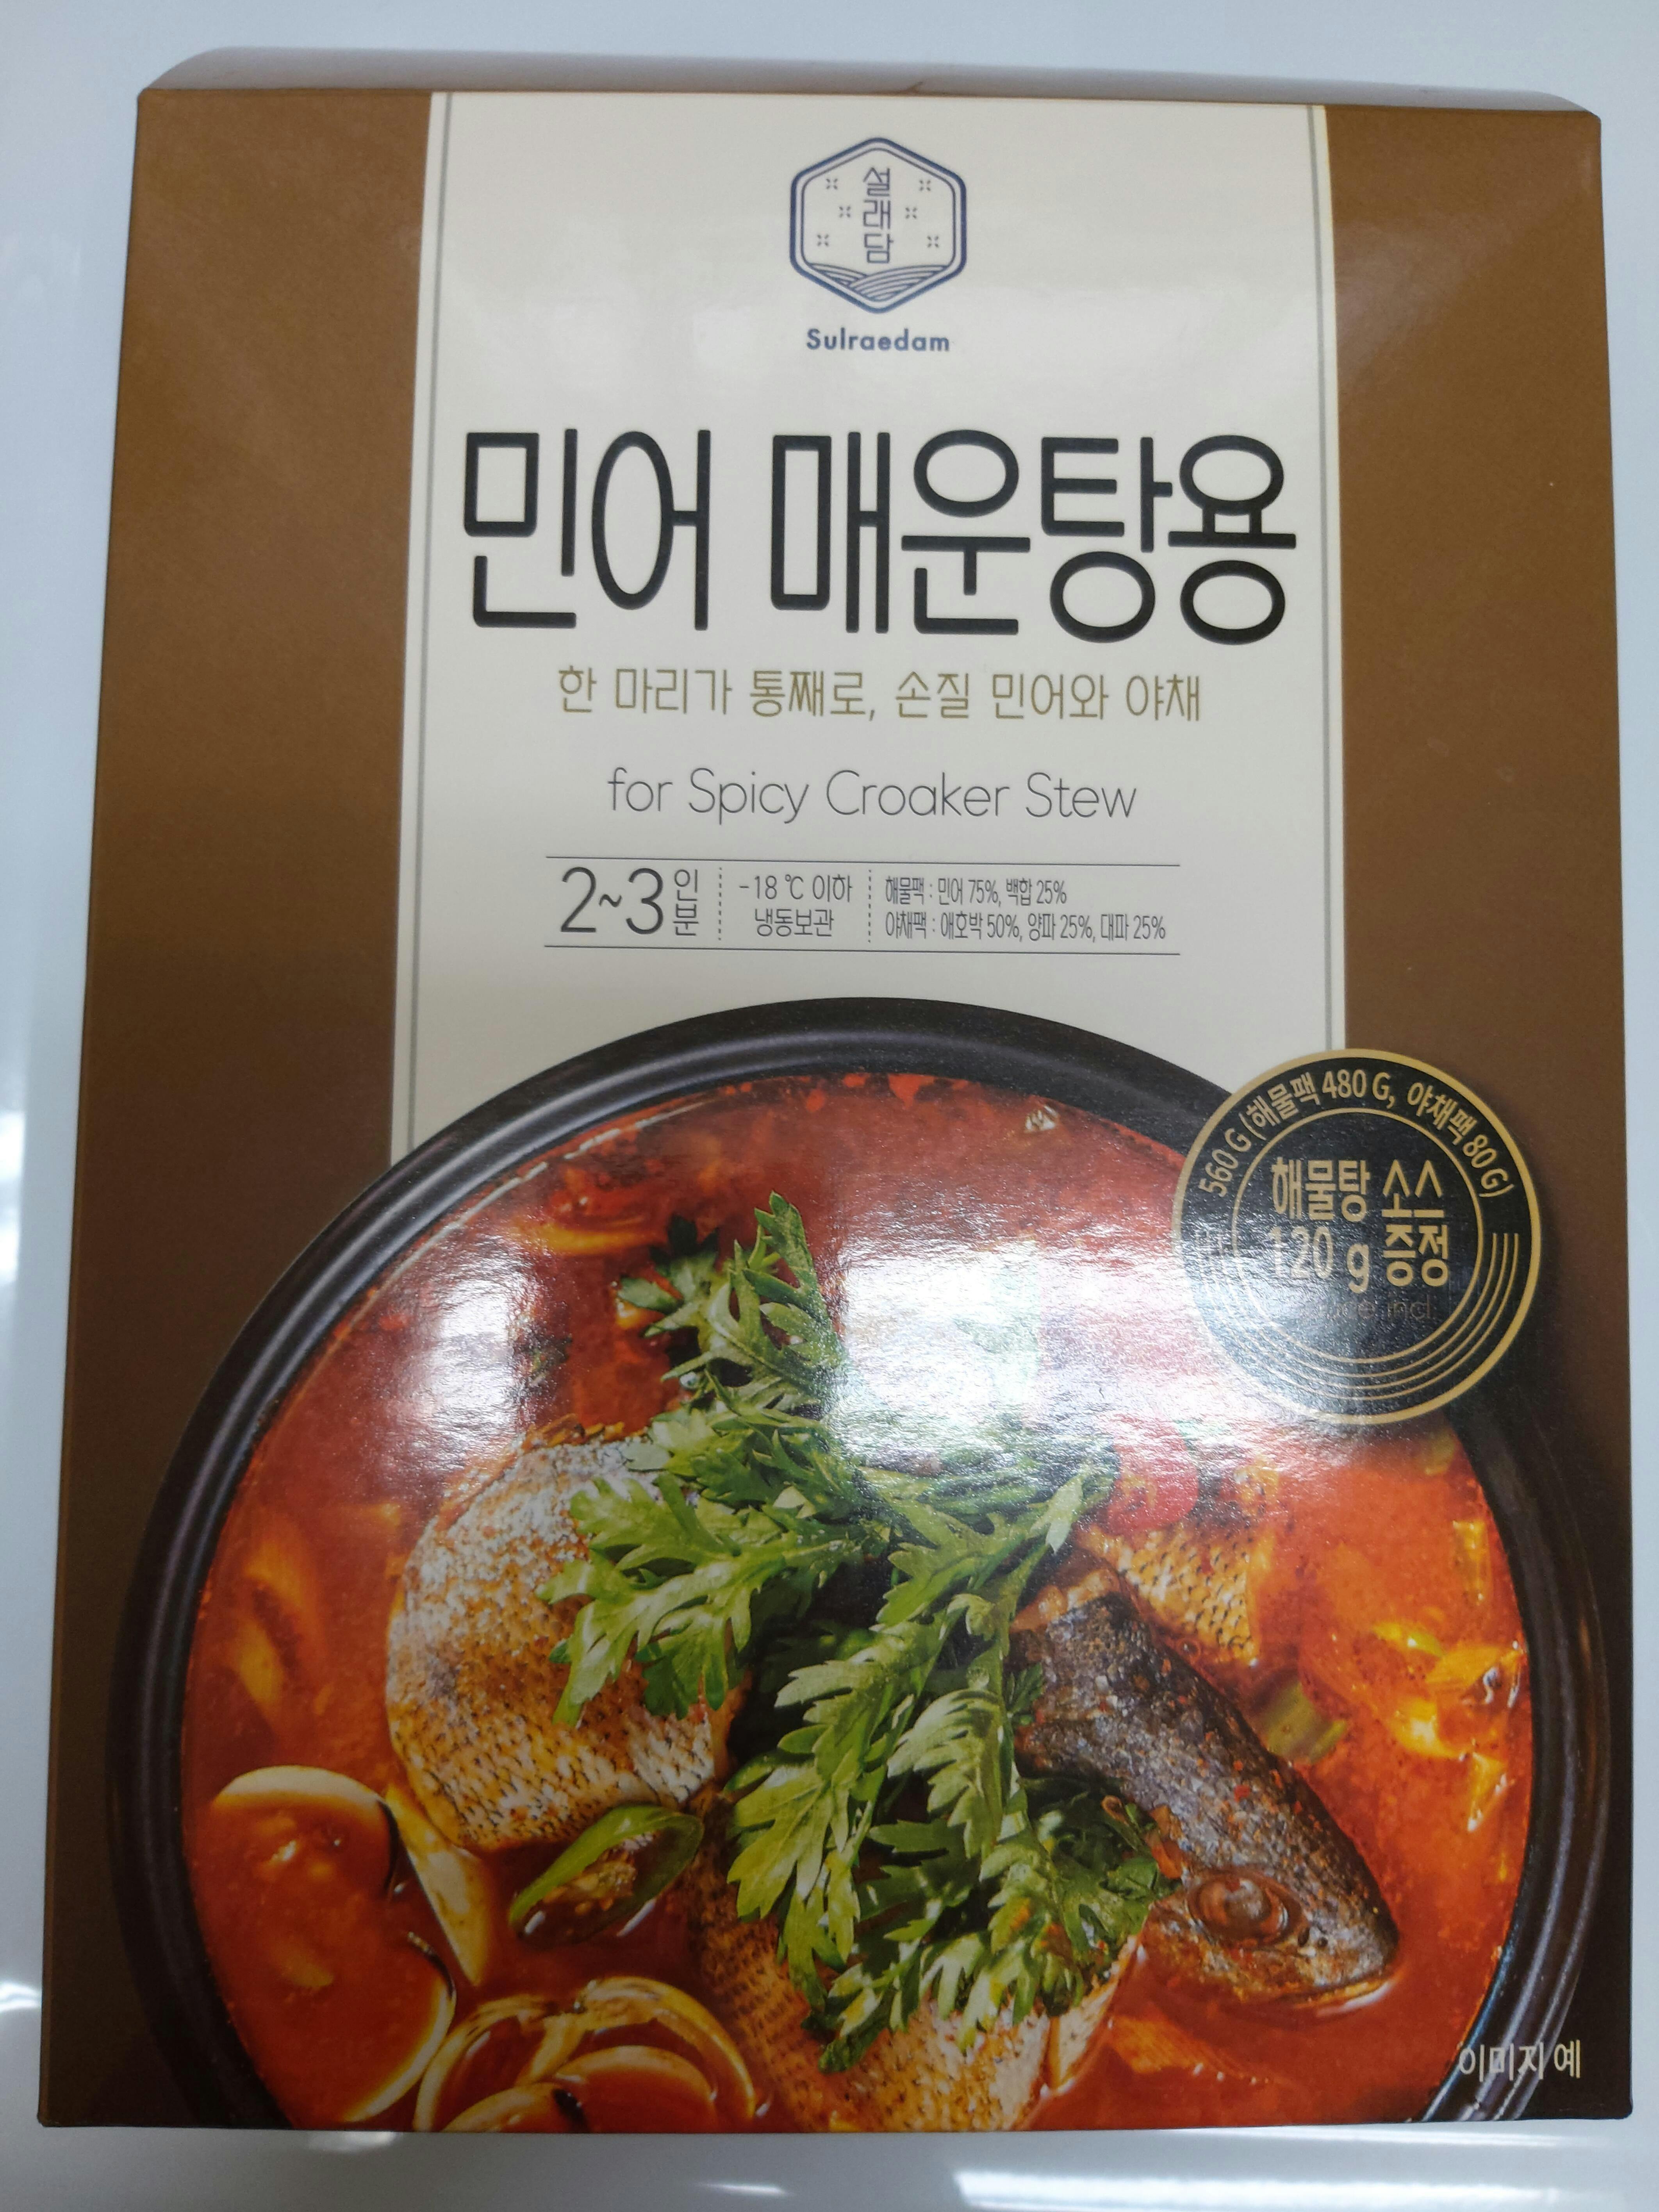 설래담
Sulraedam
민어 매운탕용
한 마리가 통째로, 손질 민어와 야채
for Spicy Croaker Stew
2~3 인분
-18 ℃ 이하
냉동보관
해물팩 : 민어 75%, 백합 25%
야채팩 : 애호박 50%, 양파 25%, 대파 25%
560 G (해물팩 480 G, 야채팩 80 G)
해물탕 소스
120 g 증정
incl.
이미지 예